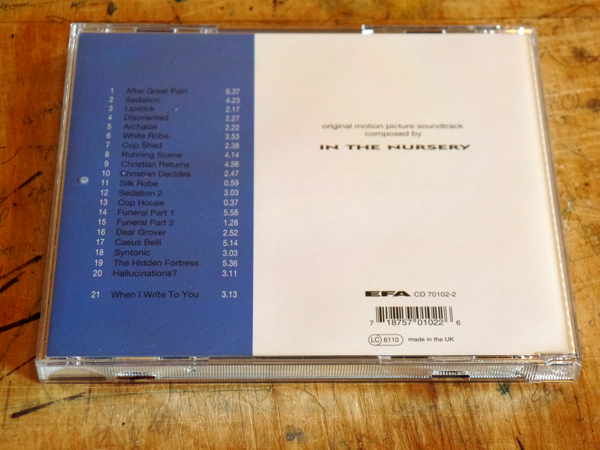 1 After Great Pain 6.37
2 Sedation 4.23
3 Lipstick 2.17
4 Disoriented 2.27
5 Archaize 2.22
6 White Robe 3.53
7 Cop Shed 2.38
8 Running Scene 4.14
9 Christian Returns 4.56
10 Christian Decides 2.47
11 Silk Robe 0.59
12 Sedation 2 3.03
13 Cop House 0.37
14 Funeral Part 1 5.58
15 Funeral Part 2 1.28
16 Dear Grover 2.52
17 Casus Belli 5.14
18 Syntonic 3.03
19 The Hidden Fortress 5.36
20 Hallucinations? 3.11
21 When I Write To You 3.13
original motion picture soundtrack
composed by
IN THE NURSERY
EFA CD 70102-2
7 18757 01022 6
LC 6110 made in the UK